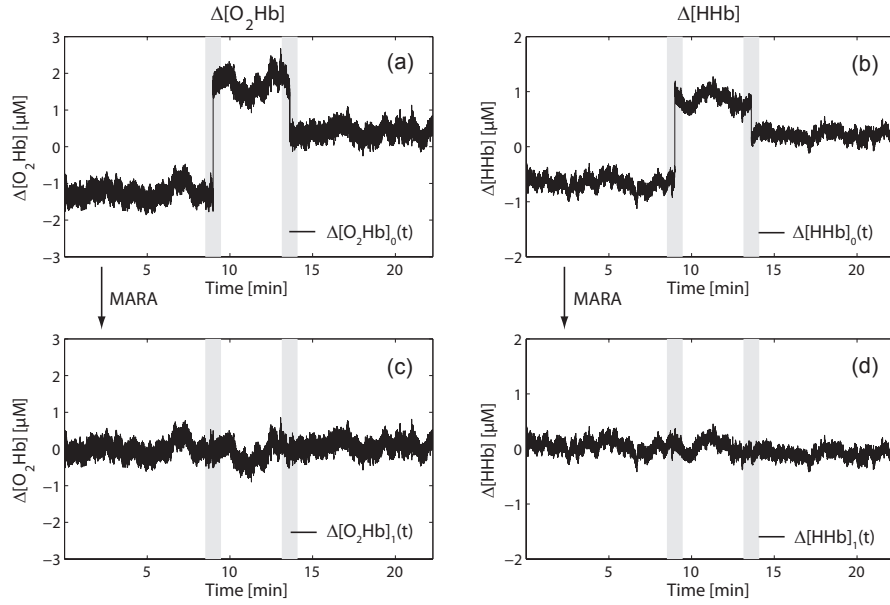 Δ[O₂Hb]
Δ[HHb]
3
2
1
0
−1
−2
−3
Δ[O₂Hb] [µM]
(a)
Δ[O₂Hb]₀(t)
5
10
15
20
Time [min]
2
1
0
−1
−2
Δ[HHb] [µM]
(b)
Δ[HHb]₀(t)
5
10
15
20
Time [min]
MARA
MARA
3
2
1
0
−1
−2
−3
Δ[O₂Hb] [µM]
(c)
Δ[O₂Hb]₁(t)
5
10
15
20
Time [min]
2
1
0
−1
−2
Δ[HHb] [µM]
(d)
Δ[HHb]₁(t)
5
10
15
20
Time [min]